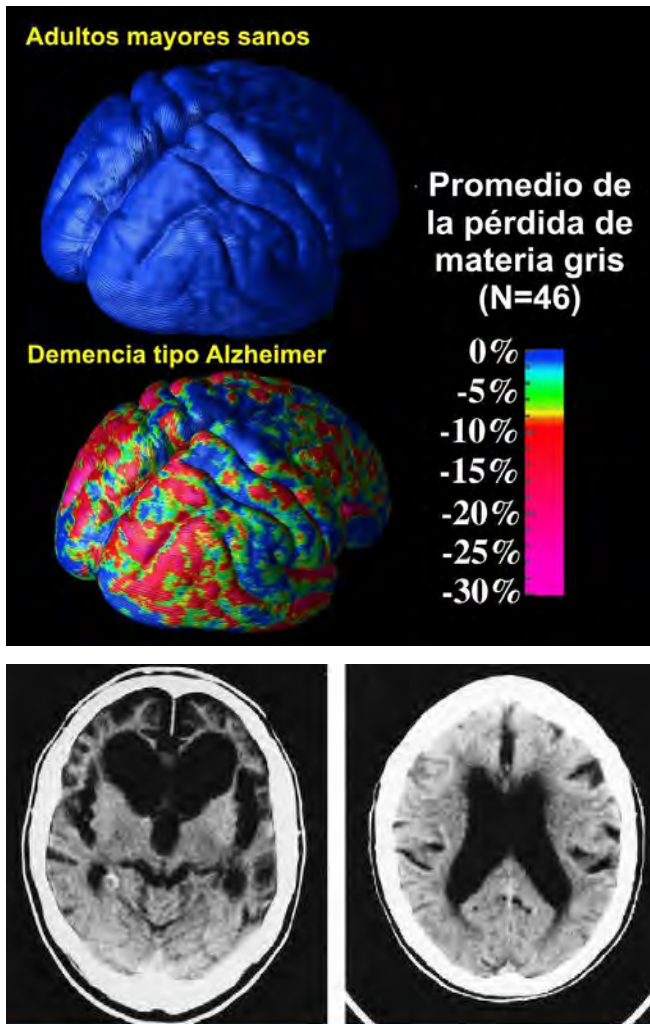 Adultos mayores sanos
Promedio de
la pérdida de
materia gris
(N=46)
Demencia tipo Alzheimer
0%
-5%
-10%
-15%
-20%
-25%
-30%